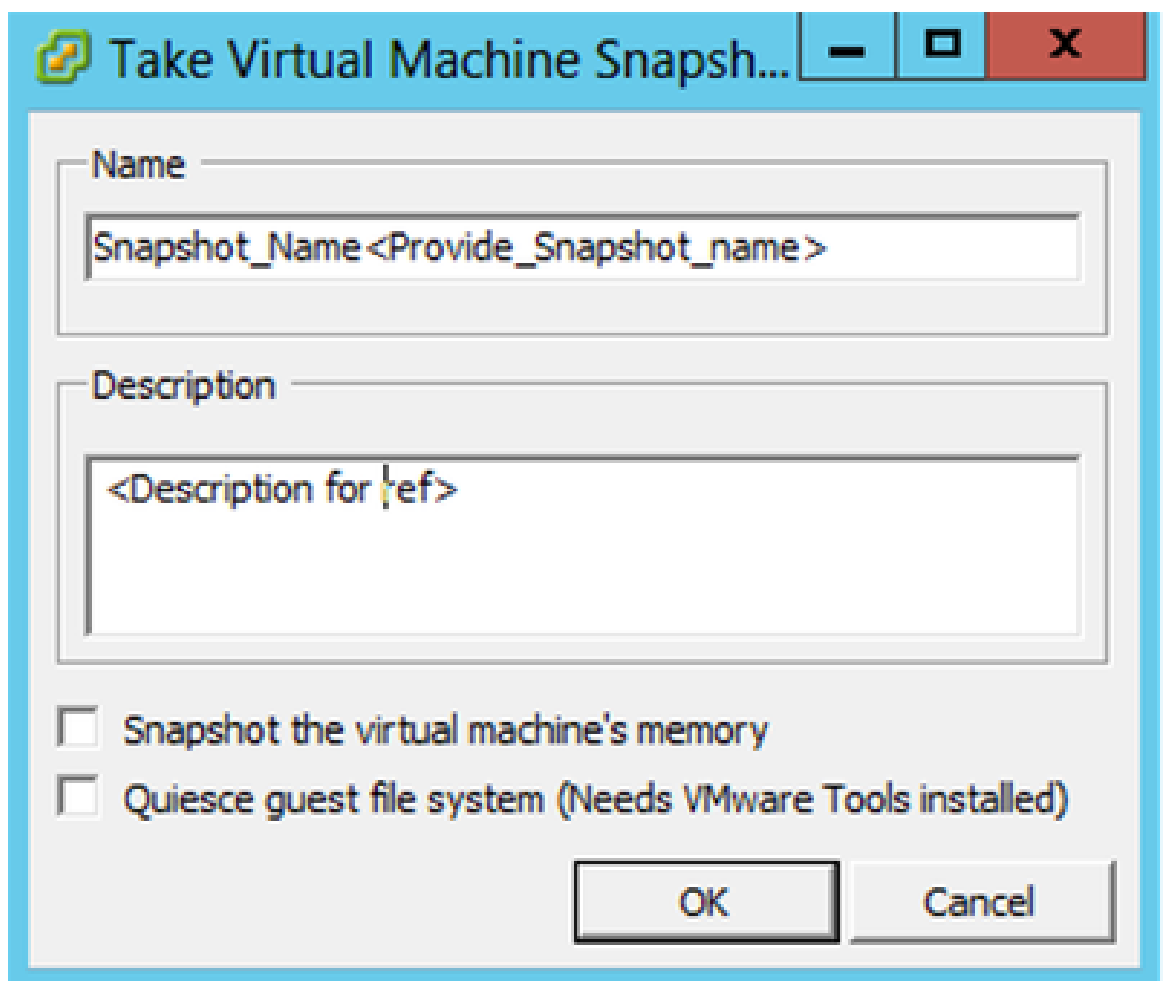 Take Virtual Machine Snapsh...
Name
Snapshot_Name<Provide_Snapshot_name>
Description
<Description for ref>
Snapshot the virtual machine's memory
Quiesce guest file system (Needs VMware Tools installed)
OK Cancel